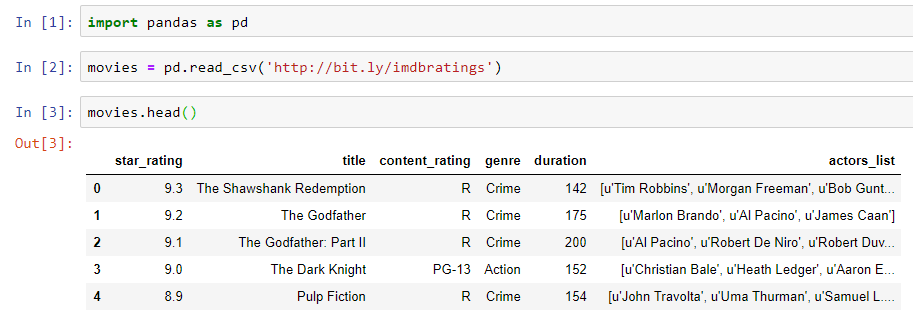 In [1]: import pandas as pd
In [2]: movies = pd.read_csv('http://bit.ly/imdbratings')
In [3]: movies.head()
Out[3]:
star_rating title content_rating genre duration actors_list
0 9.3 The Shawshank Redemption R Crime 142 [u'Tim Robbins', u'Morgan Freeman', u'Bob Gunt...
1 9.2 The Godfather R Crime 175 [u'Marlon Brando', u'Al Pacino', u'James Caan']
2 9.1 The Godfather: Part II R Crime 200 [u'Al Pacino', u'Robert De Niro', u'Robert Duv...
3 9.0 The Dark Knight PG-13 Action 152 [u'Christian Bale', u'Heath Ledger', u'Aaron E...
4 8.9 Pulp Fiction R Crime 154 [u'John Travolta', u'Uma Thurman', u'Samuel L....